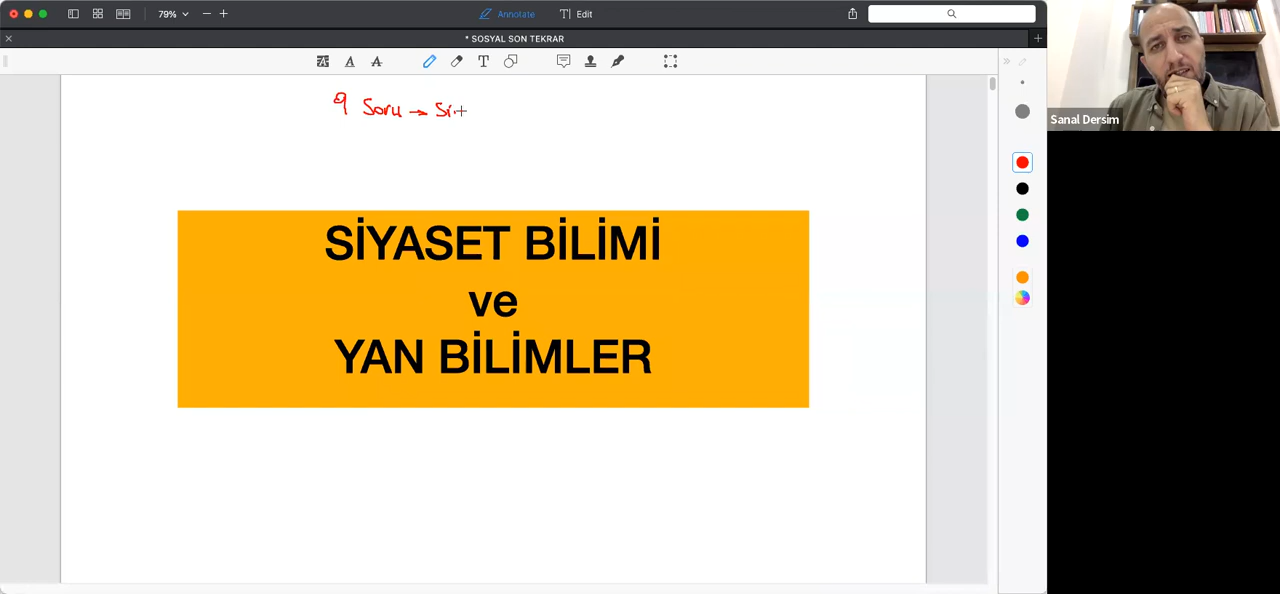 79%
Annotate
Edit
* SOSYAL SON TEKRAR
9 Soru → Si
SİYASET BİLİMİ
ve
YAN BİLİMLER
Sanal Dersim